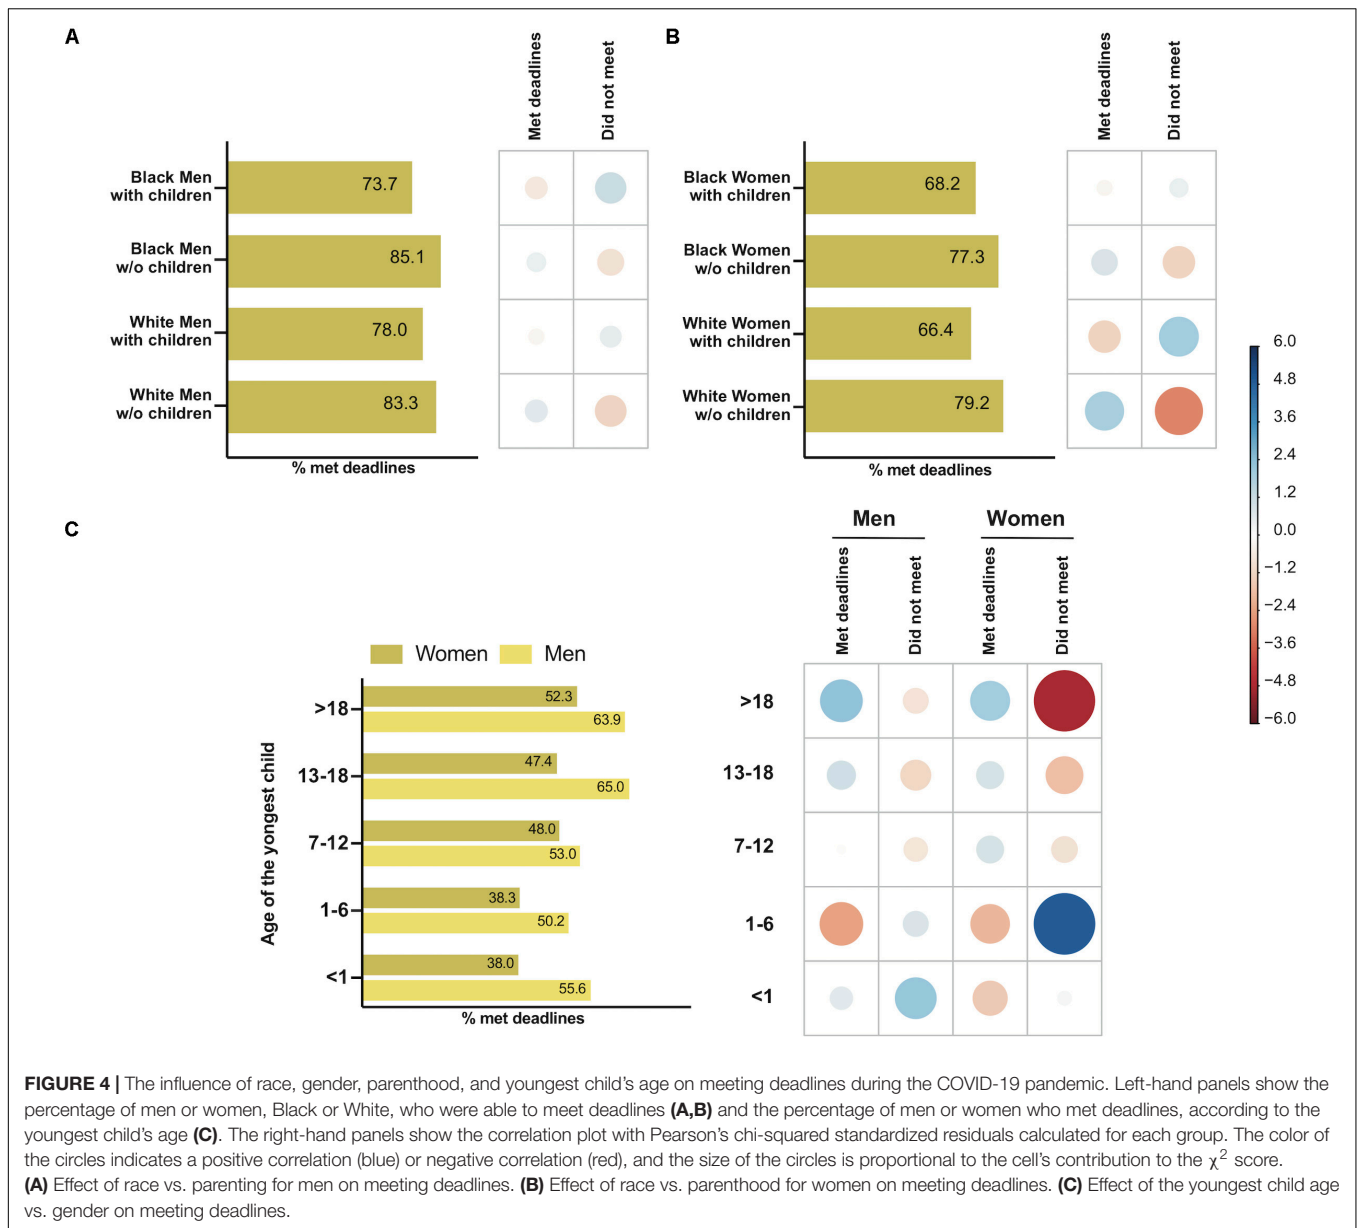 A
Met deadlines
Did not meet
Black Men
with children
73.7
Black Men
w/o children
85.1
White Men
with children
78.0
White Men
w/o children
83.3
% met deadlines
B
Met deadlines
Did not meet
Black Women
with children
68.2
Black Women
w/o children
77.3
White Women
with children
66.4
White Women
w/o children
79.2
% met deadlines
6.0
4.8
3.6
2.4
1.2
0.0
−1.2
−2.4
−3.6
−4.8
−6.0
C
Women
Men
Age of the yongest child
>18
52.3
63.9
13-18
47.4
65.0
7-12
48.0
53.0
1-6
38.3
50.2
<1
38.0
55.6
% met deadlines
Men
Women
Met deadlines
Did not meet
Met deadlines
Did not meet
>18
13-18
7-12
1-6
<1
FIGURE 4 | The influence of race, gender, parenthood, and youngest child's age on meeting deadlines during the COVID-19 pandemic. Left-hand panels show the
percentage of men or women, Black or White, who were able to meet deadlines (A,B) and the percentage of men or women who met deadlines, according to the
youngest child's age (C). The right-hand panels show the correlation plot with Pearson's chi-squared standardized residuals calculated for each group. The color of
the circles indicates a positive correlation (blue) or negative correlation (red), and the size of the circles is proportional to the cell's contribution to the χ² score.
(A) Effect of race vs. parenting for men on meeting deadlines. (B) Effect of race vs. parenthood for women on meeting deadlines. (C) Effect of the youngest child age
vs. gender on meeting deadlines.